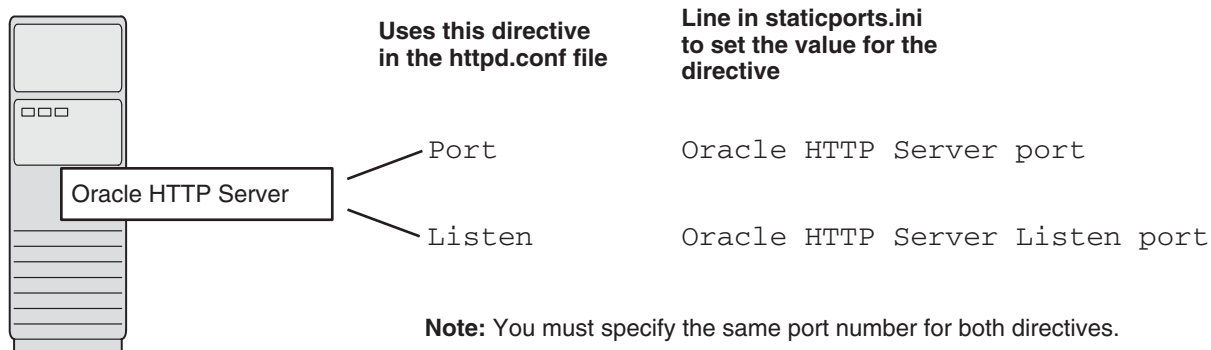 Uses this directive
in the httpd.conf file
Line in staticports.ini
to set the value for the
directive
Oracle HTTP Server
Port
Oracle HTTP Server port
Listen
Oracle HTTP Server Listen port
Note: You must specify the same port number for both directives.